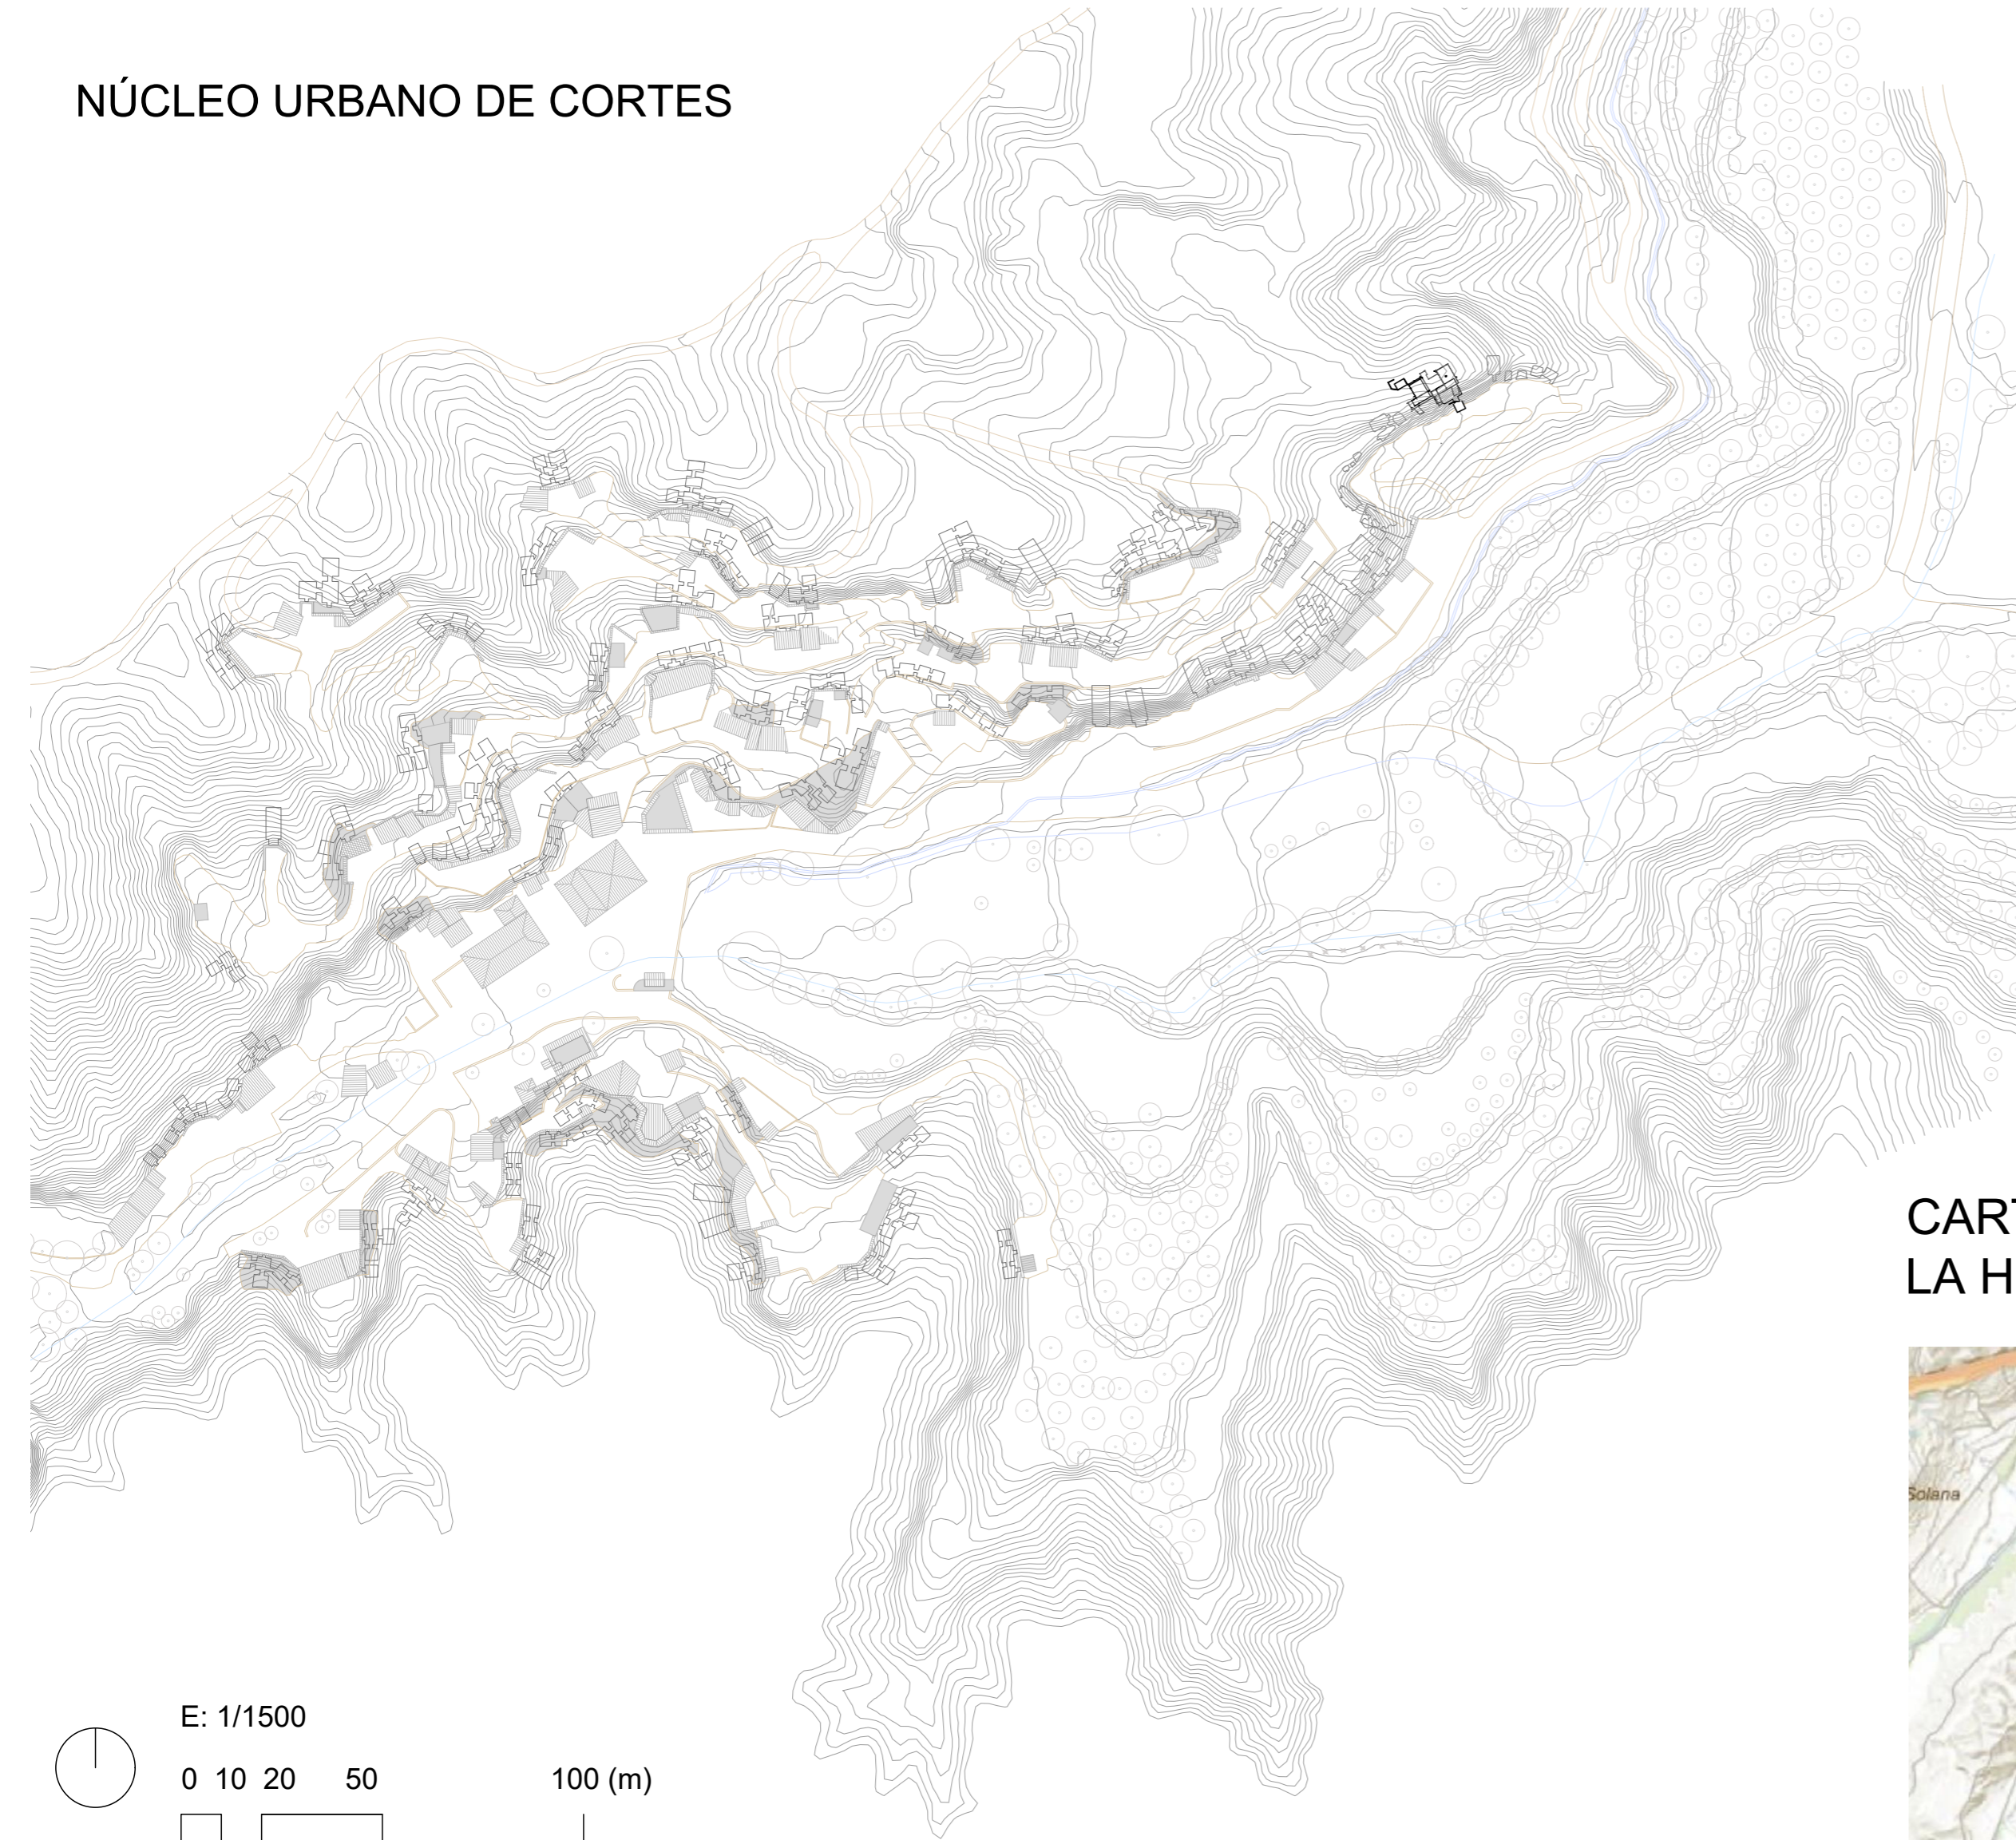 NÚCLEO URBANO DE CORTES
CART
LA H
Solana
E: 1/1500
0 10 20 50 100 (m)